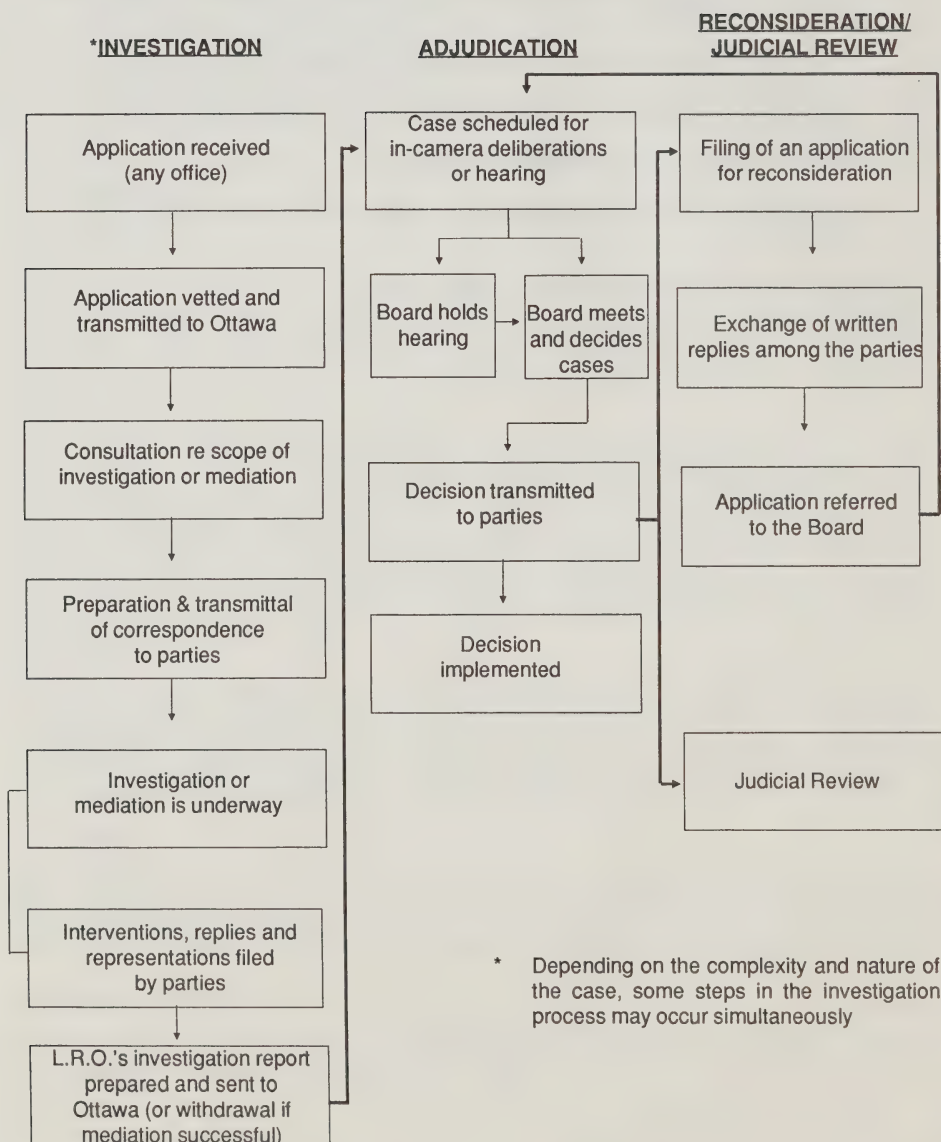 *INVESTIGATION
Application received
(any office)
Application vetted and
transmitted to Ottawa
Consultation re scope of
investigation or mediation
Preparation & transmittal
of correspondence
to parties
Investigation or
mediation is underway
Interventions, replies and
representations filed
by parties
L.R.O.'s investigation report
prepared and sent to
Ottawa (or withdrawal if
mediation successful)
ADJUDICATION
Case scheduled for
in-camera deliberations
or hearing
Board holds
hearing
Board meets
and decides
cases
Decision transmitted
to parties
Decision
implemented
RECONSIDERATION/
JUDICIAL REVIEW
Filing of an application
for reconsideration
Exchange of written
replies among the parties
Application referred
to the Board
Judicial Review
* Depending on the complexity and nature of
the case, some steps in the investigation
process may occur simultaneously